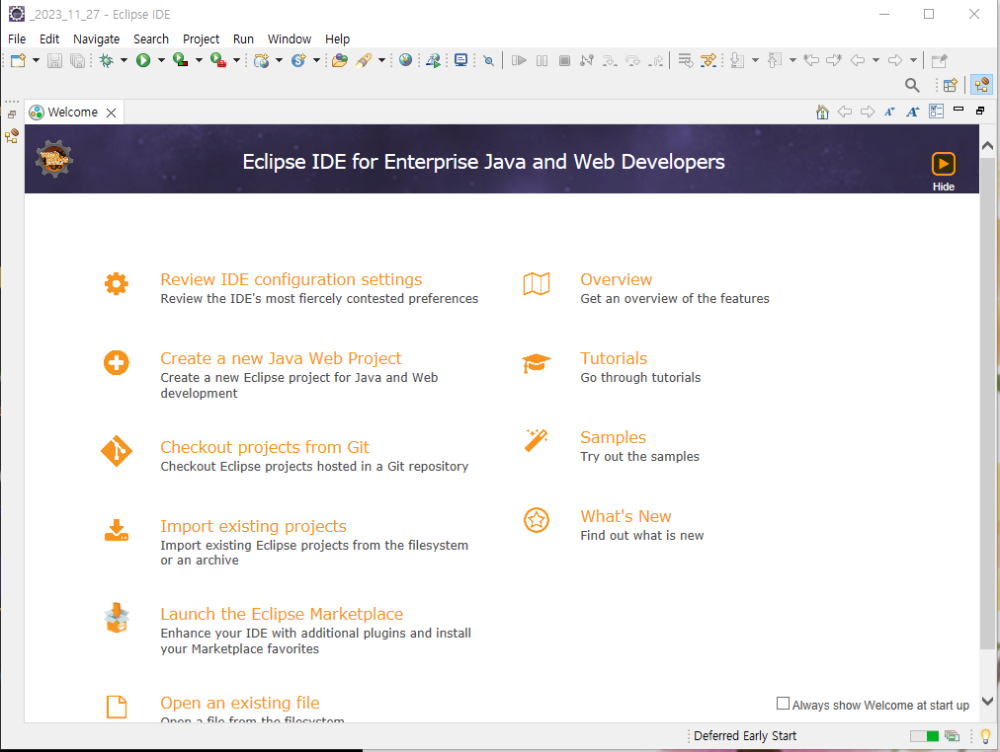 _2023_11_27 - Eclipse IDE
File Edit Navigate Search Project Run Window Help
Welcome
Eclipse IDE for Enterprise Java and Web Developers
Hide
Review IDE configuration settings
Review the IDE's most fiercely contested preferences
Create a new Java Web Project
Create a new Eclipse project for Java and Web
development
Checkout projects from Git
Checkout Eclipse projects hosted in a Git repository
Import existing projects
Import existing Eclipse projects from the filesystem
or an archive
Launch the Eclipse Marketplace
Enhance your IDE with additional plugins and install
your Marketplace favorites
Open an existing file
Open a file from the filesystem
Overview
Get an overview of the features
Tutorials
Go through tutorials
Samples
Try out the samples
What's New
Find out what is new
Always show Welcome at start up
Deferred Early Start